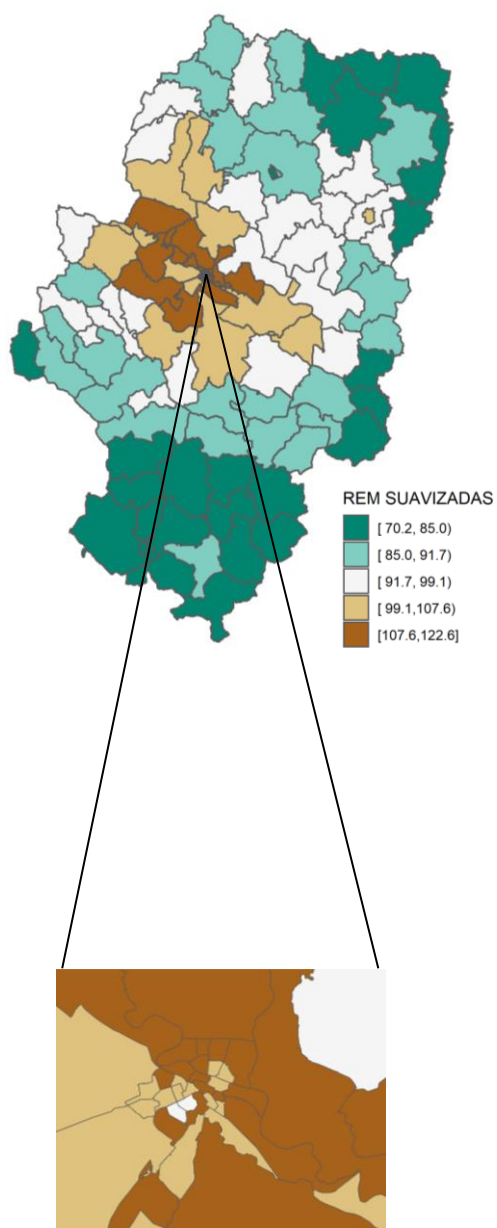 REM SUAVIZADAS
[ 70.2, 85.0)
[ 85.0, 91.7)
[ 91.7, 99.1)
[ 99.1,107.6)
[107.6,122.6]